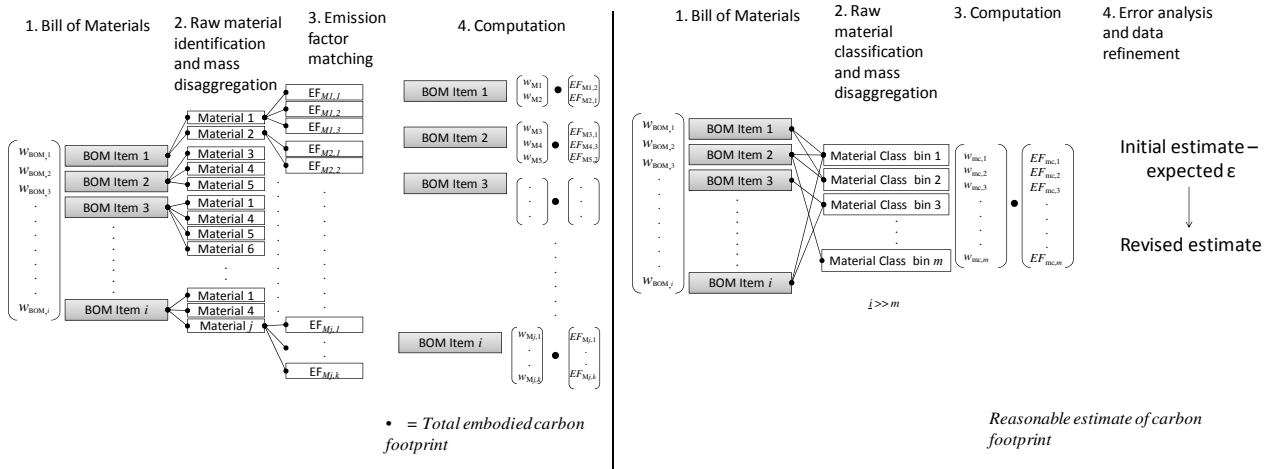 1. Bill of Materials
2. Raw material
identification
and mass
disaggregation
3. Emission
factor
matching
4. Computation
w_BOM,1
w_BOM,2
w_BOM,3
w_BOM,i
BOM Item 1
BOM Item 2
BOM Item 3
BOM Item i
Material 1
Material 2
Material 3
Material 4
Material 5
Material 1
Material 4
Material 5
Material 6
Material 1
Material 4
Material j
EF_M1,1
EF_M1,2
EF_M1,3
EF_M2,1
EF_M2,2
EF_Mj,1
EF_Mj,k
BOM Item 1
w_M1
w_M2
•
EF_M1,2
EF_M2,1
BOM Item 2
w_M3
w_M4
w_M5
•
EF_M3,1
EF_M4,3
EF_M5,2
BOM Item 3
•
BOM Item i
w_Mj,1
w_Mj,k
•
EF_Mj,1
EF_Mj,k
• = Total embodied carbon
footprint
1. Bill of Materials
2. Raw
material
classification
and mass
disaggregation
3. Computation
4. Error analysis
and data
refinement
w_BOM,1
w_BOM,2
w_BOM,3
w_BOM,i
BOM Item 1
BOM Item 2
BOM Item 3
BOM Item i
Material Class bin 1
Material Class bin 2
Material Class bin 3
Material Class bin m
i>>m
w_mc,1
w_mc,2
w_mc,3
w_mc,m
•
EF_mc,1
EF_mc,2
EF_mc,3
EF_mc,m
Initial estimate –
expected ε
Revised estimate
Reasonable estimate of carbon
footprint